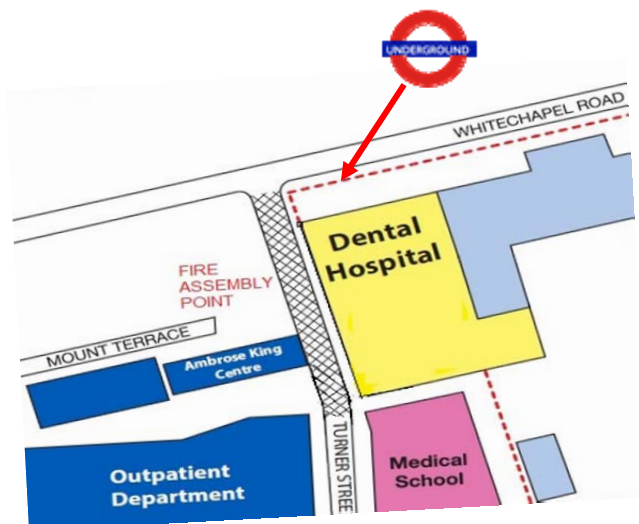 UNDERGROUND
WHITECHAPEL ROAD
Dental
Hospital
FIRE
ASSEMBLY
POINT
MOUNT TERRACE
Ambrose King
Centre
TURNER STREE
Medical
School
Outpatient
Department